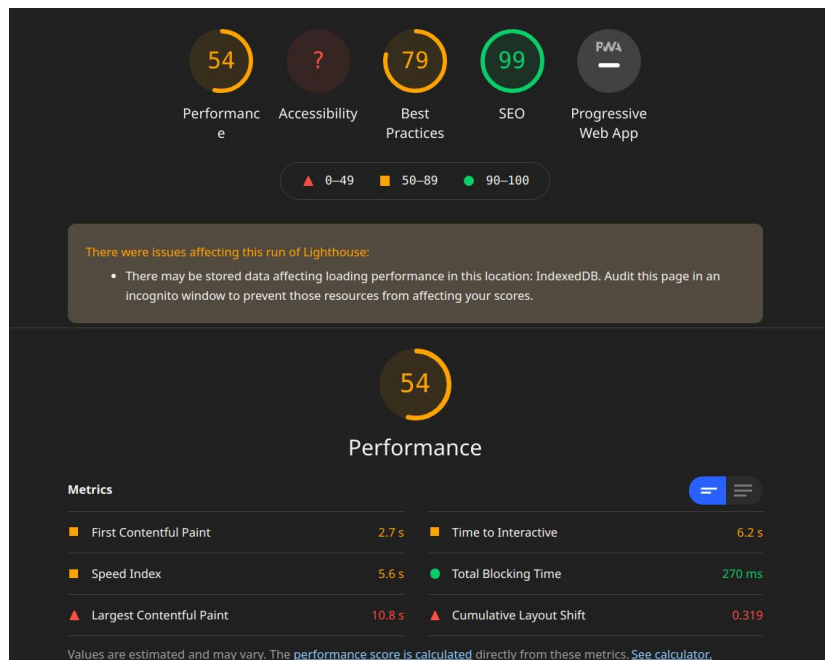 54
?
79
99
PWA
Performanc
e
Accessibility
Best
Practices
SEO
Progressive
Web App
0–49
50–89
90–100
There were issues affecting this run of Lighthouse:
There may be stored data affecting loading performance in this location: IndexedDB. Audit this page in an
incognito window to prevent those resources from affecting your scores.
54
Performance
Metrics
First Contentful Paint 2.7 s
Time to Interactive 6.2 s
Speed Index 5.6 s
Total Blocking Time 270 ms
Largest Contentful Paint 10.8 s
Cumulative Layout Shift 0.319
Values are estimated and may vary. The performance score is calculated directly from these metrics. See calculator.